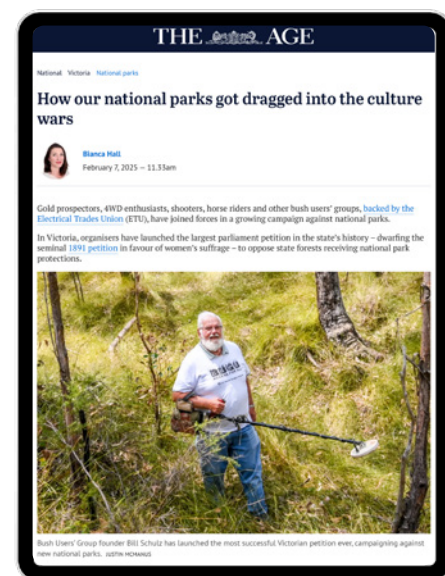 THE AGE
National Victoria National parks
How our national parks got dragged into the culture
wars
Bianca Hall
February 7, 2025 — 11.33am
Gold prospectors, 4WD enthusiasts, shooters, horse riders and other bush users' groups, backed by the
Electrical Trades Union (ETU), have joined forces in a growing campaign against national parks.
In Victoria, organisers have launched the largest parliament petition in the state's history – dwarfing the
seminal 1891 petition in favour of women's suffrage – to oppose state forests receiving national park
protections.
Bush Users' Group founder Bill Schulz has launched the most successful Victorian petition ever, campaigning against
new national parks. JUSTIN MCMANUS